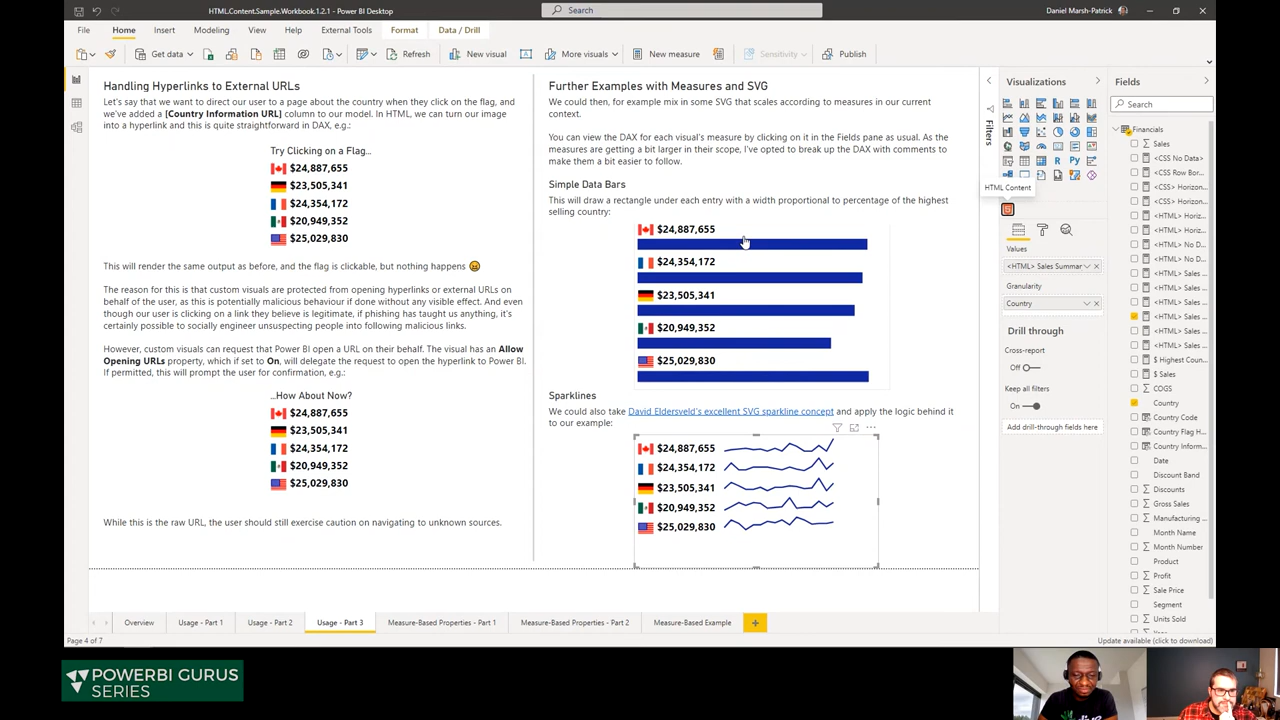 HTML.Content.Sample.Workbook.1.2.1 - Power BI Desktop
Search
Daniel Marsh-Patrick
File Home Insert Modeling View Help External Tools Format Data / Drill
Get data Refresh New visual More visuals New measure Sensitivity Publish
Handling Hyperlinks to External URLs
Let's say that we want to direct our user to a page about the country when they click on the flag, and
we've added a [Country Information URL] column to our model. In HTML, we can turn our image
into a hyperlink and this is quite straightforward in DAX, e.g.:
Try Clicking on a Flag...
$24,887,655
$23,505,341
$24,354,172
$20,949,352
$25,029,830
This will render the same output as before, and the flag is clickable, but nothing happens
The reason for this is that custom visuals are protected from opening hyperlinks or external URLs on
behalf of the user, as this is potentially malicious behaviour if done without any visible effect. And even
though our user is clicking on a link they believe is legitimate, if phishing has taught us anything, it's
certainly possible to socially engineer unsuspecting people into following malicious links.
However, custom visuals can request that Power BI open a URL on their behalf. The visual has an Allow
Opening URLs property, which if set to On, will delegate the request to open the hyperlink to Power BI.
If permitted, this will prompt the user for confirmation, e.g.:
...How About Now?
$24,887,655
$23,505,341
$24,354,172
$20,949,352
$25,029,830
While this is the raw URL, the user should still exercise caution on navigating to unknown sources.
Further Examples with Measures and SVG
We could then, for example mix in some SVG that scales according to measures in our current
context.
You can view the DAX for each visual's measure by clicking on it in the Fields pane as usual. As the
measures are getting a bit larger in their scope, I've opted to break up the DAX with comments to
make them a bit easier to follow.
Simple Data Bars
This will draw a rectangle under each entry with a width proportional to percentage of the highest
selling country:
$24,887,655
$24,354,172
$23,505,341
$20,949,352
$25,029,830
Sparklines
We could also take David Eldersveld's excellent SVG sparkline concept and apply the logic behind it
to our example:
$24,887,655
$24,354,172
$23,505,341
$20,949,352
$25,029,830
Filters
Visualizations
R Py
HTML Content
Values
<HTML> Sales Summar
Granularity
Country
Drill through
Cross-report
Off
Keep all filters
On
Add drill-through fields here
Fields
Search
Financials
Sales
<CSS No Data>
<CSS Row Bor...
<CSS> Horizon...
<CSS> Horizon...
<HTML> Horiz...
<HTML> No D...
<HTML> No D...
<HTML> Sales ...
<HTML> Sales ...
<HTML> Sales ...
<HTML> Sales ...
<HTML> Sales ...
<HTML> Sales ...
$ Highest Coun...
$ Sales
COGS
Country
Country Code
Country Flag H...
Country Inform...
Date
Discount Band
Discounts
Gross Sales
Manufacturing ...
Month Name
Month Number
Product
Profit
Sale Price
Segment
Units Sold
Overview Usage - Part 1 Usage - Part 2 Usage - Part 3 Measure-Based Properties - Part 1 Measure-Based Properties - Part 2 Measure-Based Example
Page 4 of 7
Update available (click to download)
POWERBI GURUS
SERIES